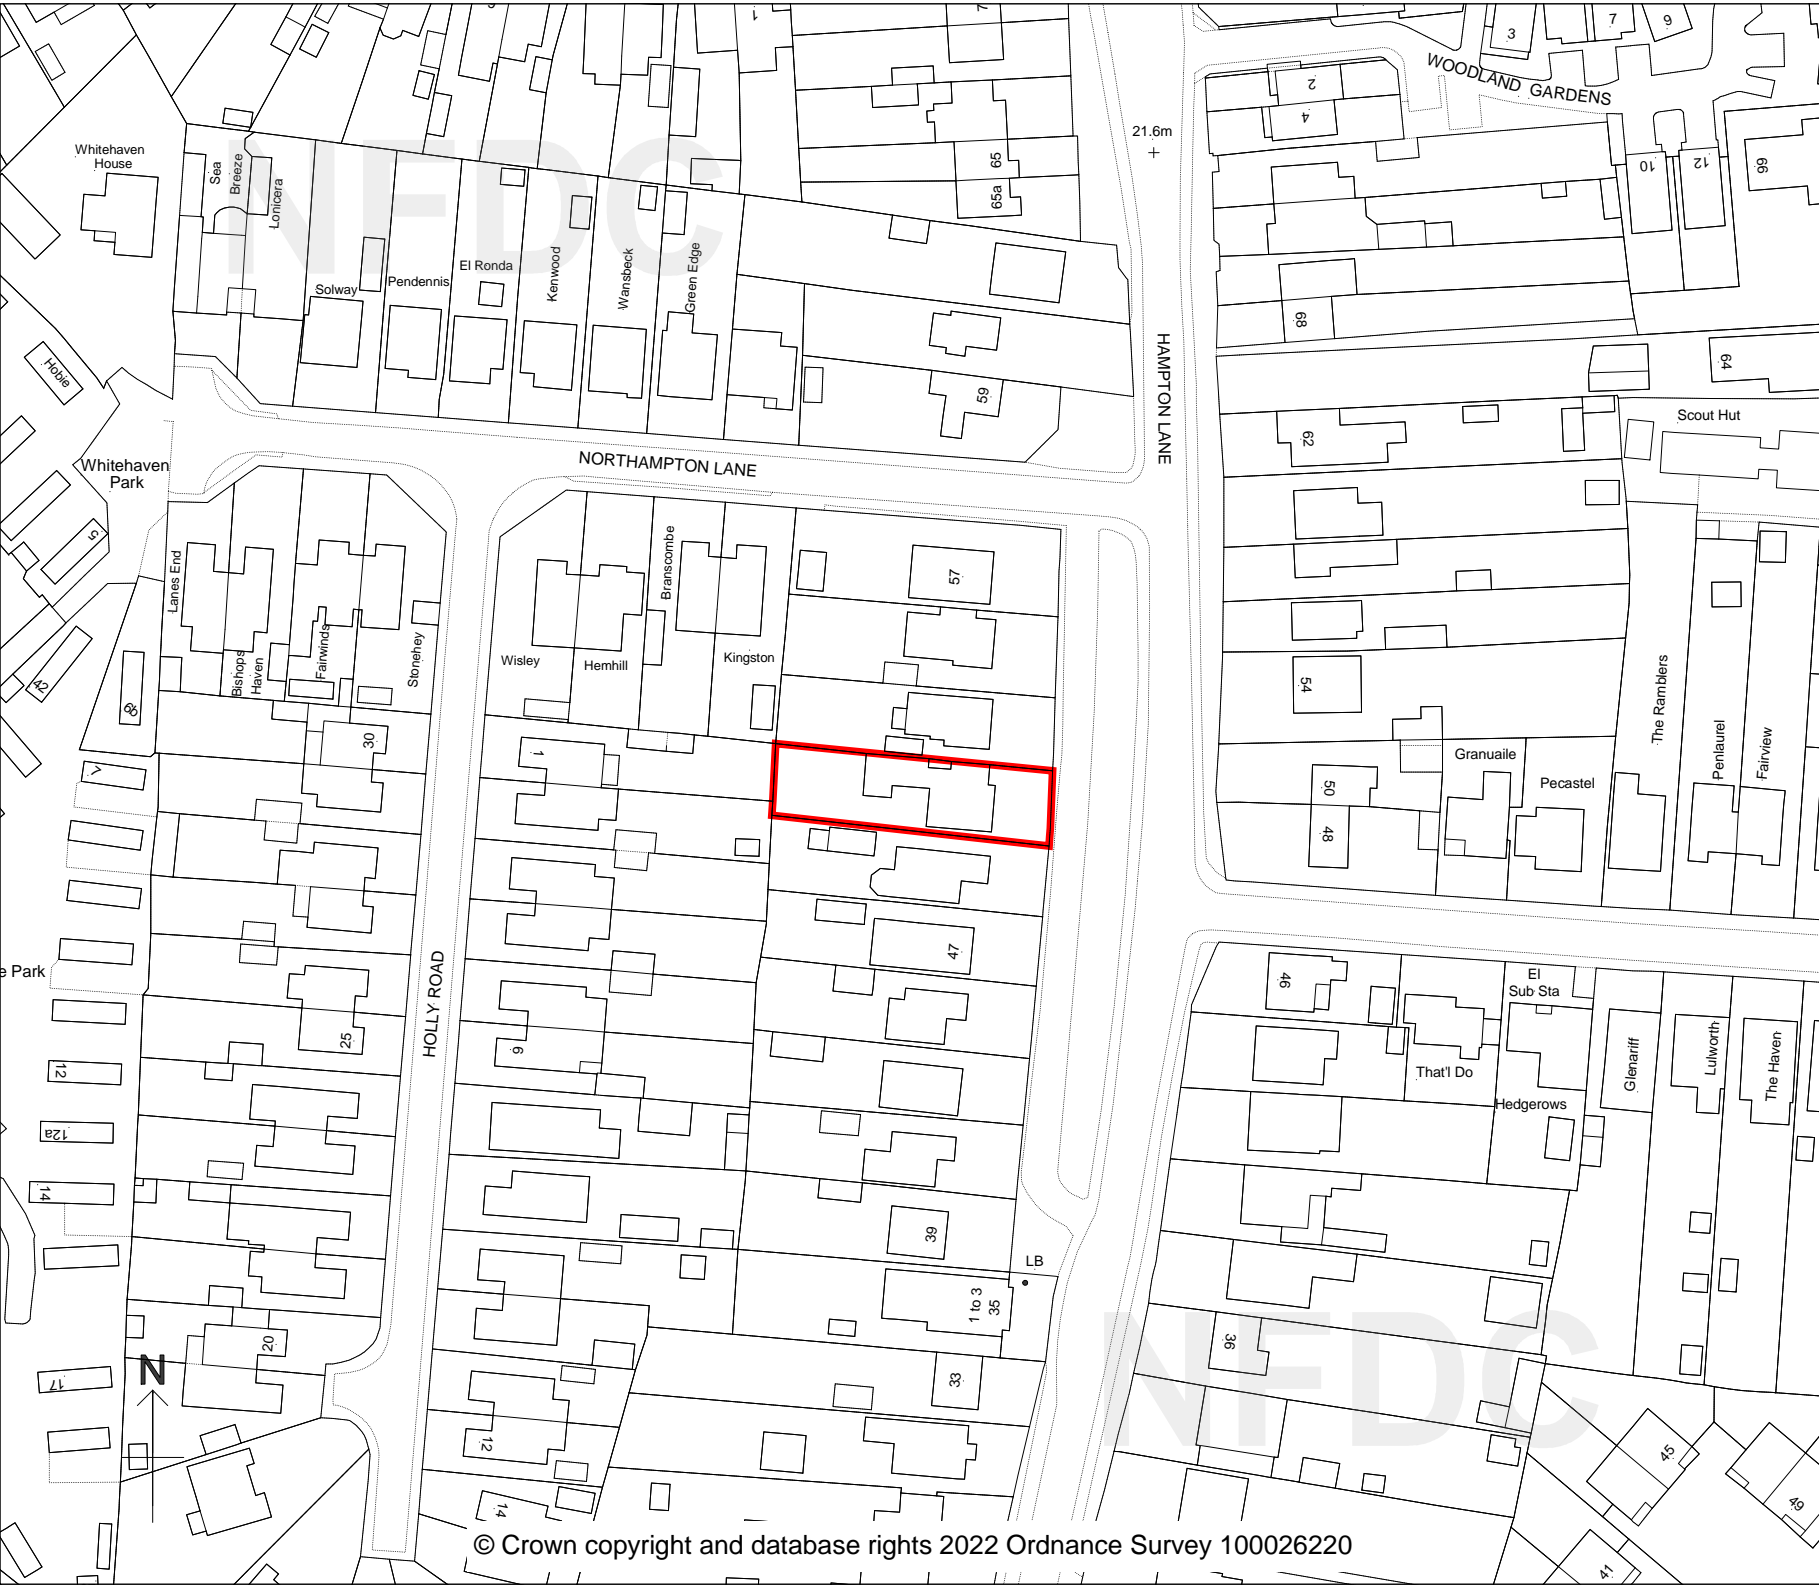 NFDC
WOODLAND GARDENS
3
7
9
2
4
10
12
66
21.6m
65
65a
Whitehaven
House
Sea
Breeze
Lonicera
Solway
Pendennis
El Ronda
Kenwood
Wansbeck
Green Edge
HAMPTON LANE
68
64
62
59
Hobie
Scout Hut
NORTHAMPTON LANE
Whitehaven
Park
5
Lanes End
Bishops
Haven
Fairwinds
Stonehey
Wisley
Hemhill
Branscombe
Kingston
57
54
The Ramblers
Penlaurel
Fairview
42
30
1
7
50
48
Granuaile
Pecastel
47
e Park
HOLLY ROAD
25
12
12a
14
46
El
Sub Sta
That'l Do
Hedgerows
Glenariff
Lulworth
The Haven
39
LB
1 to 3
35
33
36
20
17
12
14
N
NFDC
45
49
41
© Crown copyright and database rights 2022 Ordnance Survey 100026220